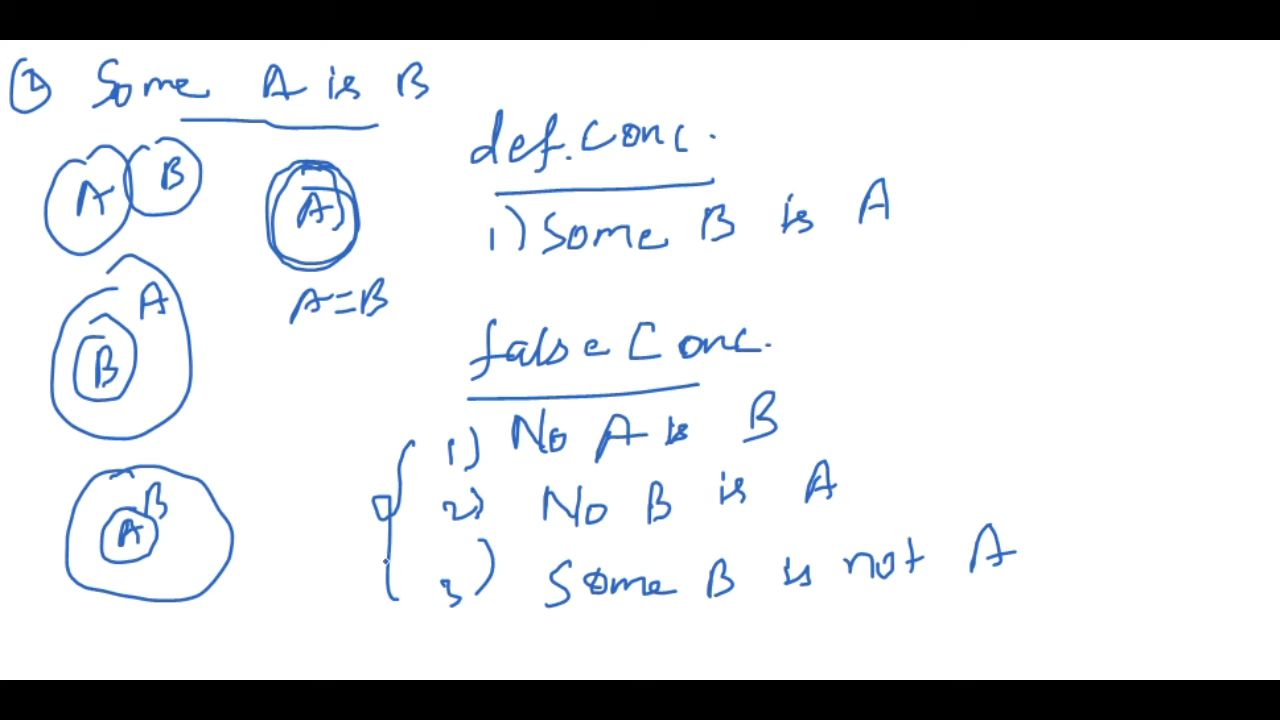 ② Some A is B
A B
A
A = B
A
B
B
A
def. Conc.
1) Some B is A
false Conc.
1) No A is B
2) No B is A
3) Some B is not A